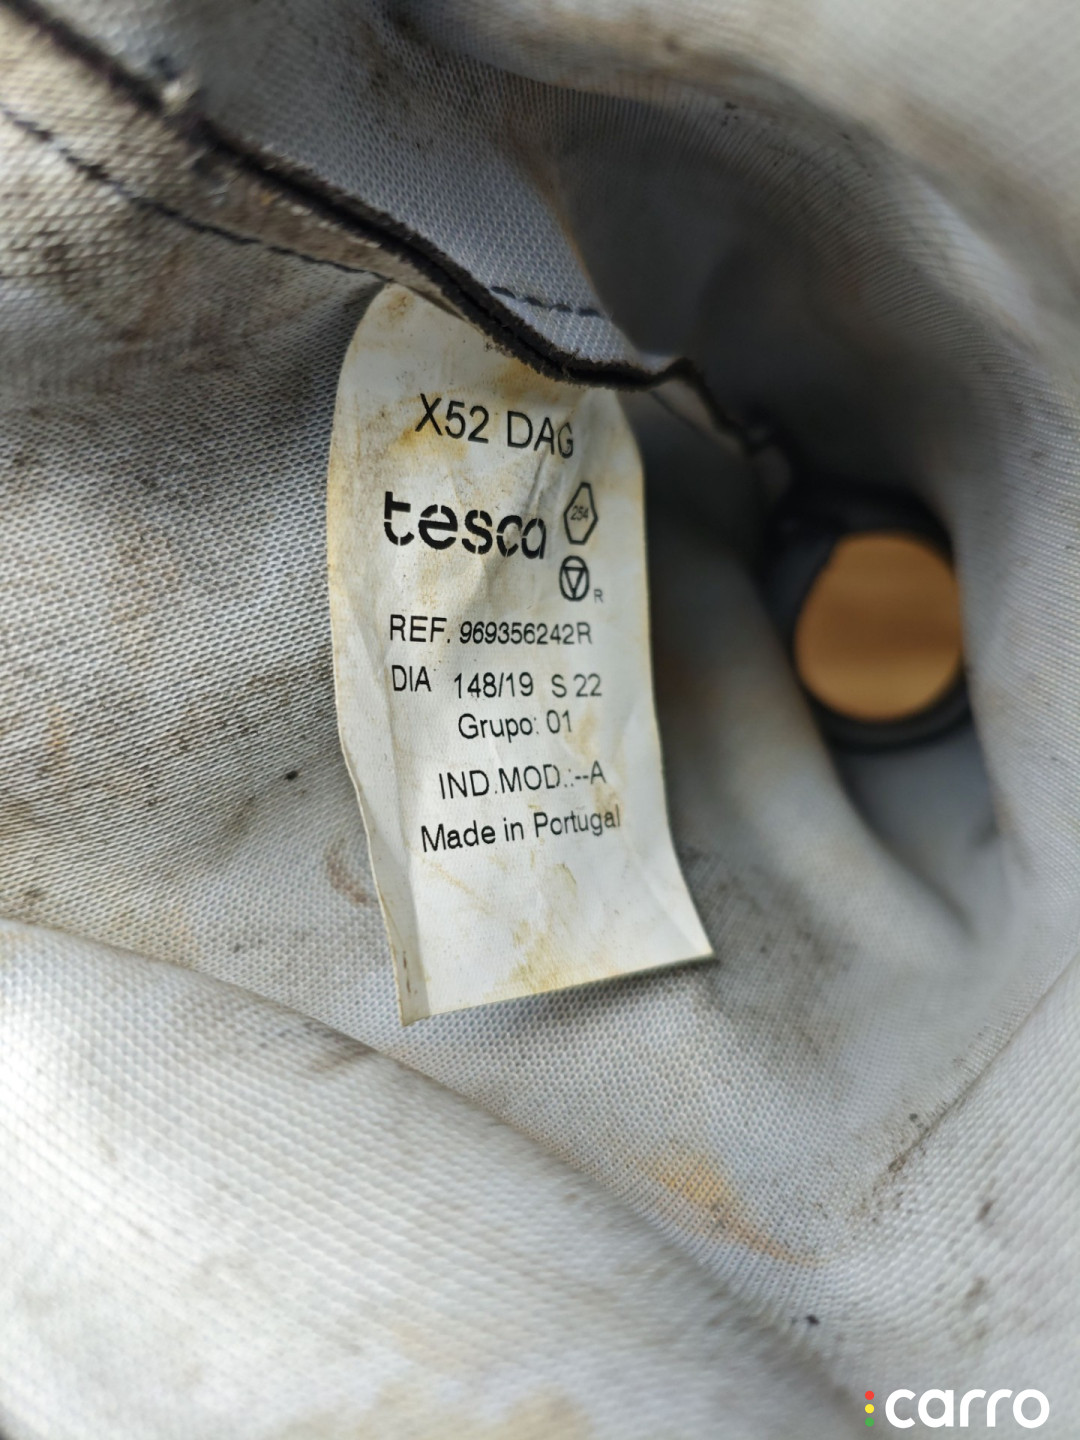 X52 DAG
tesca 254
R
REF. 969356242R
DIA 148/19 S 22
Grupo: 01
IND.MOD.:--A
Made in Portugal
carro